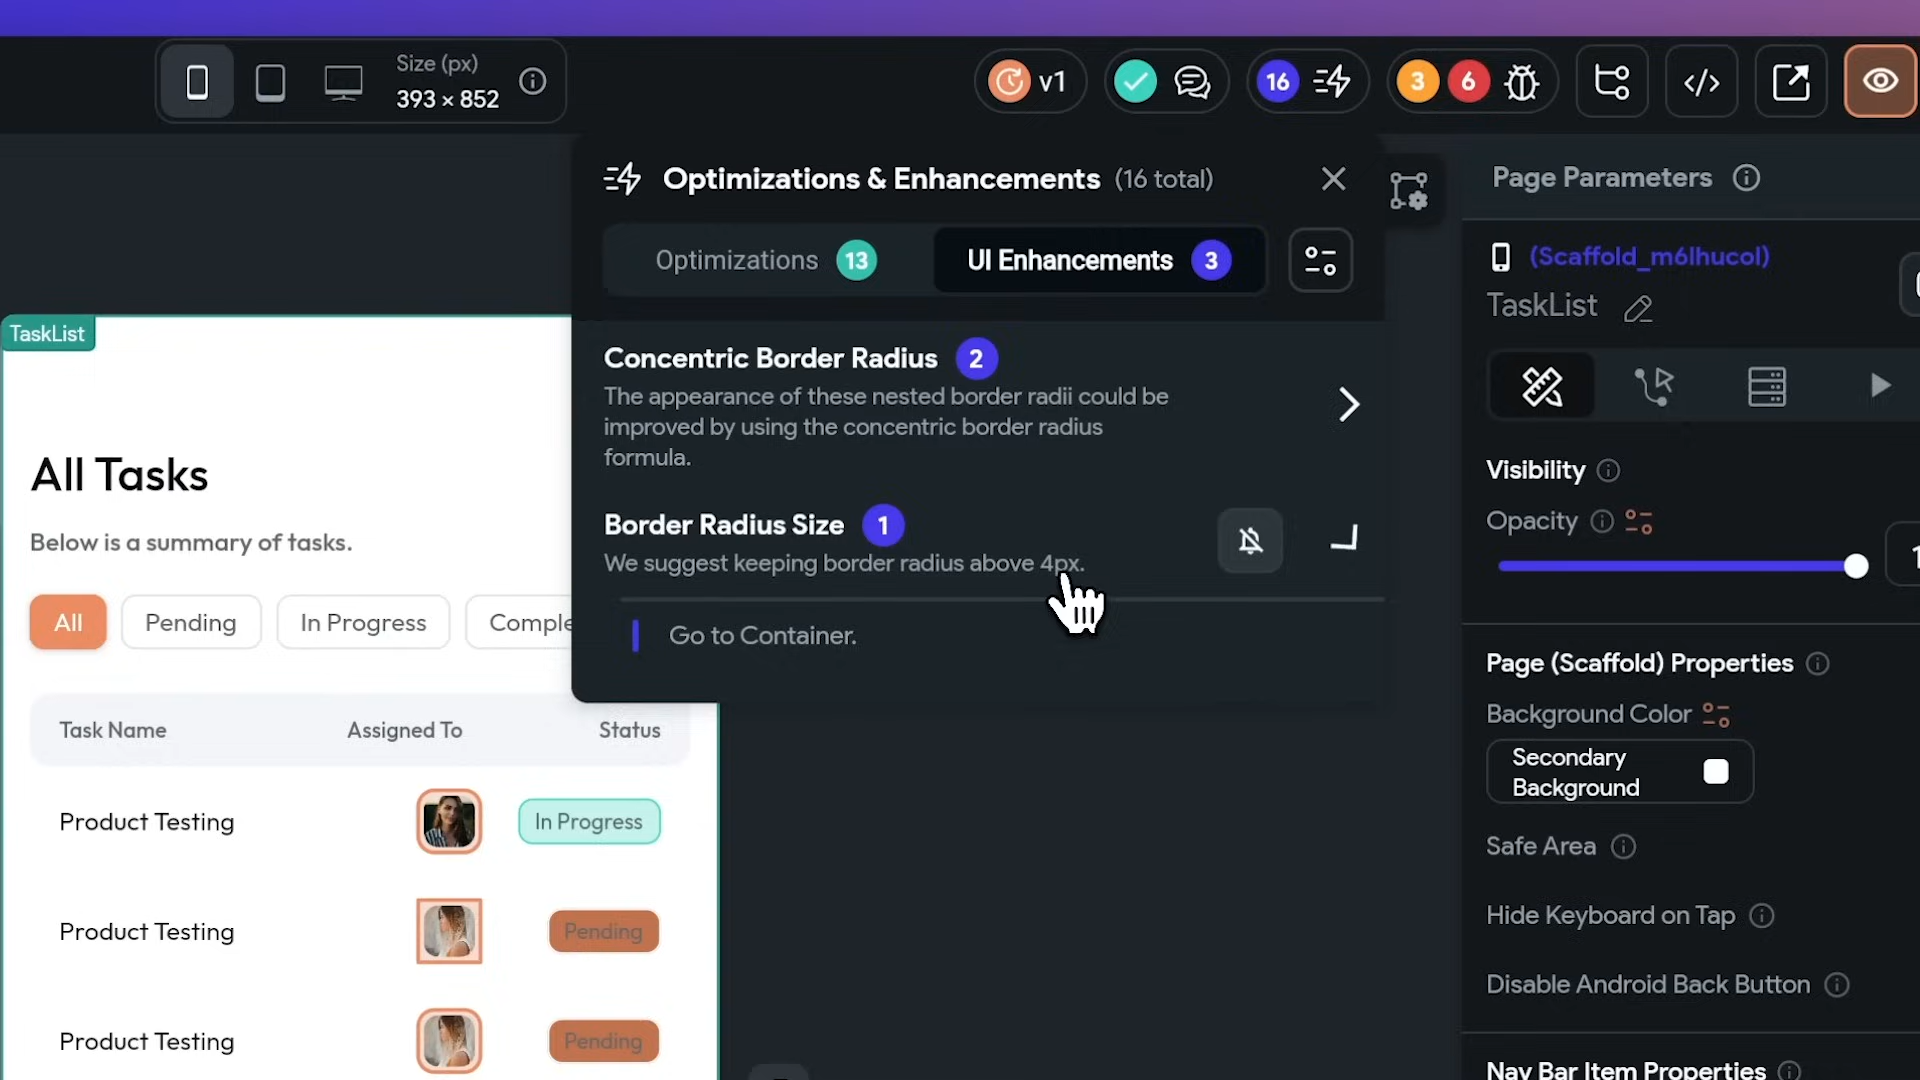 Size (px)
393 × 852
v1
16
3
6
Optimizations & Enhancements (16 total)
Optimizations 13
UI Enhancements 3
Concentric Border Radius 2
The appearance of these nested border radii could be
improved by using the concentric border radius
formula.
Border Radius Size 1
We suggest keeping border radius above 4px.
Go to Container.
TaskList
All Tasks
Below is a summary of tasks.
All
Pending
In Progress
Comple
Task Name
Assigned To
Status
Product Testing
In Progress
Product Testing
Pending
Product Testing
Pending
Page Parameters
(Scaffold_m6lhucol)
TaskList
Visibility
Opacity
1
Page (Scaffold) Properties
Background Color
Secondary
Background
Safe Area
Hide Keyboard on Tap
Disable Android Back Button
Nav Bar Item Properties